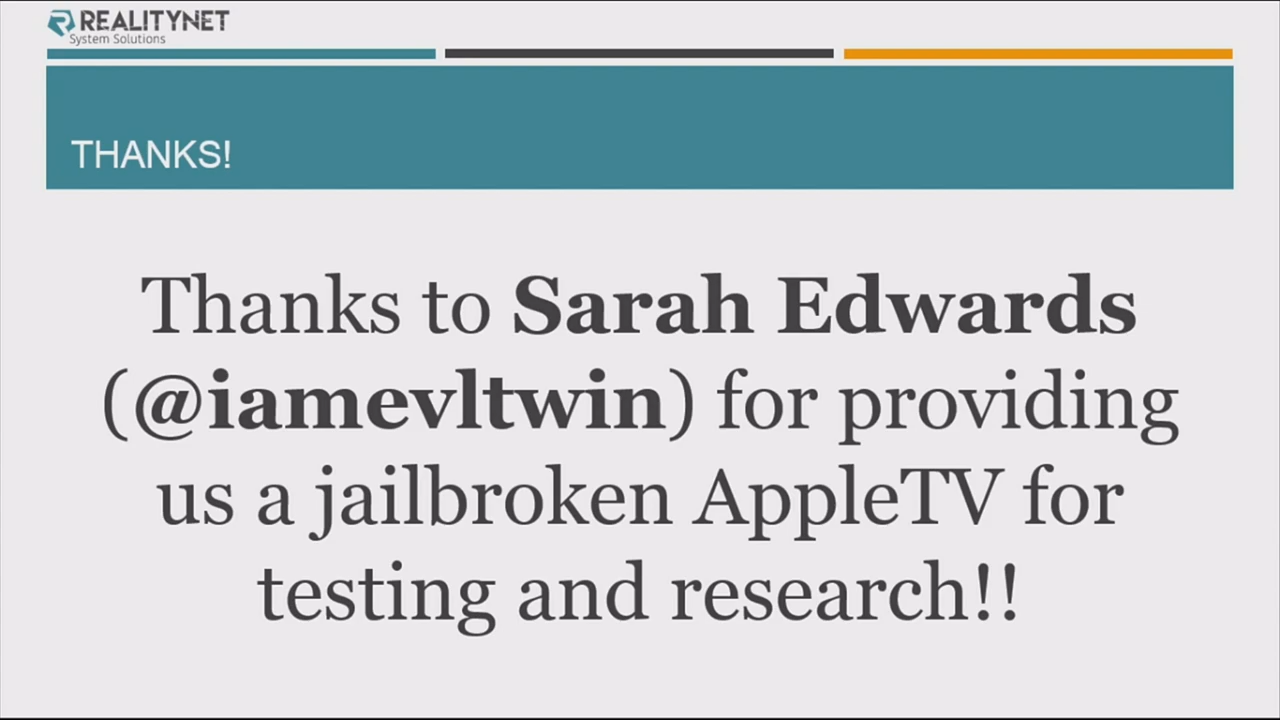 REALITYNET
System Solutions
THANKS!
Thanks to Sarah Edwards
(@iamevltwin) for providing
us a jailbroken AppleTV for
testing and research!!